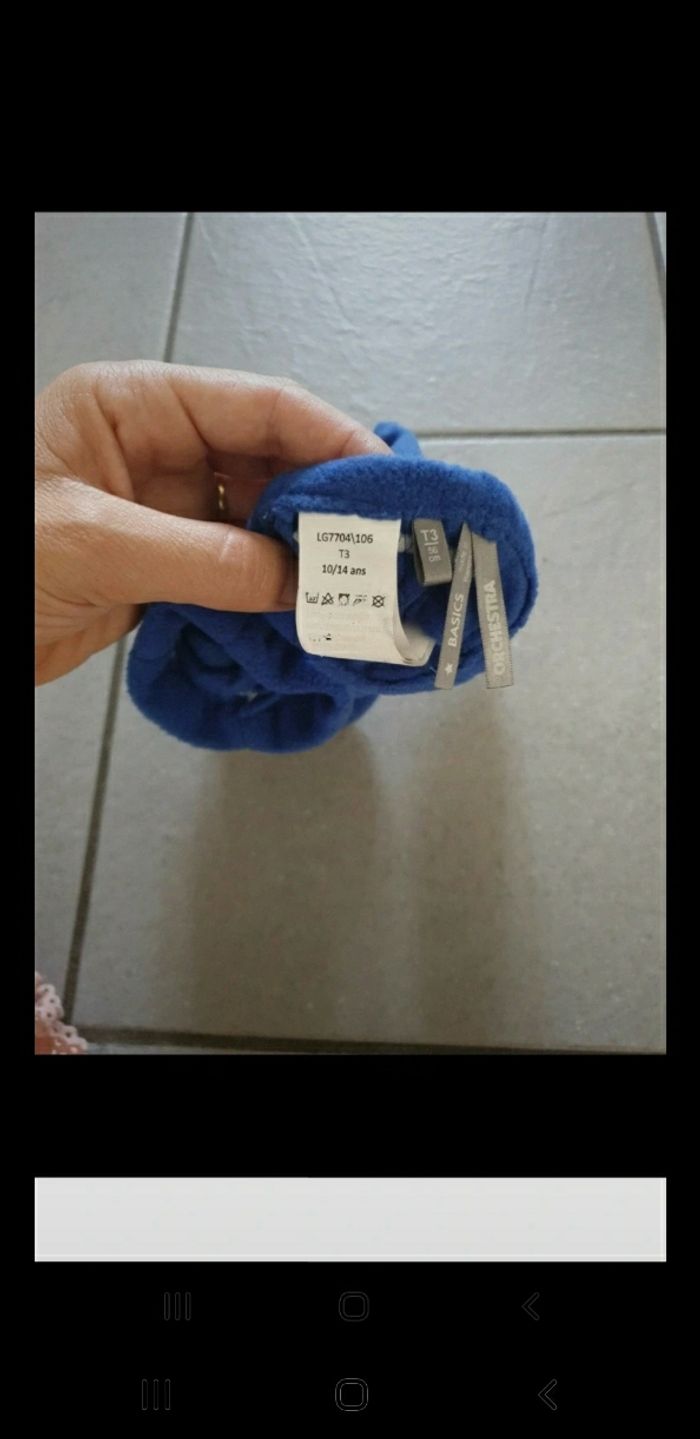 LG7704\106
T3
10/14 ans
T3
BASICS
ORCHESTRA